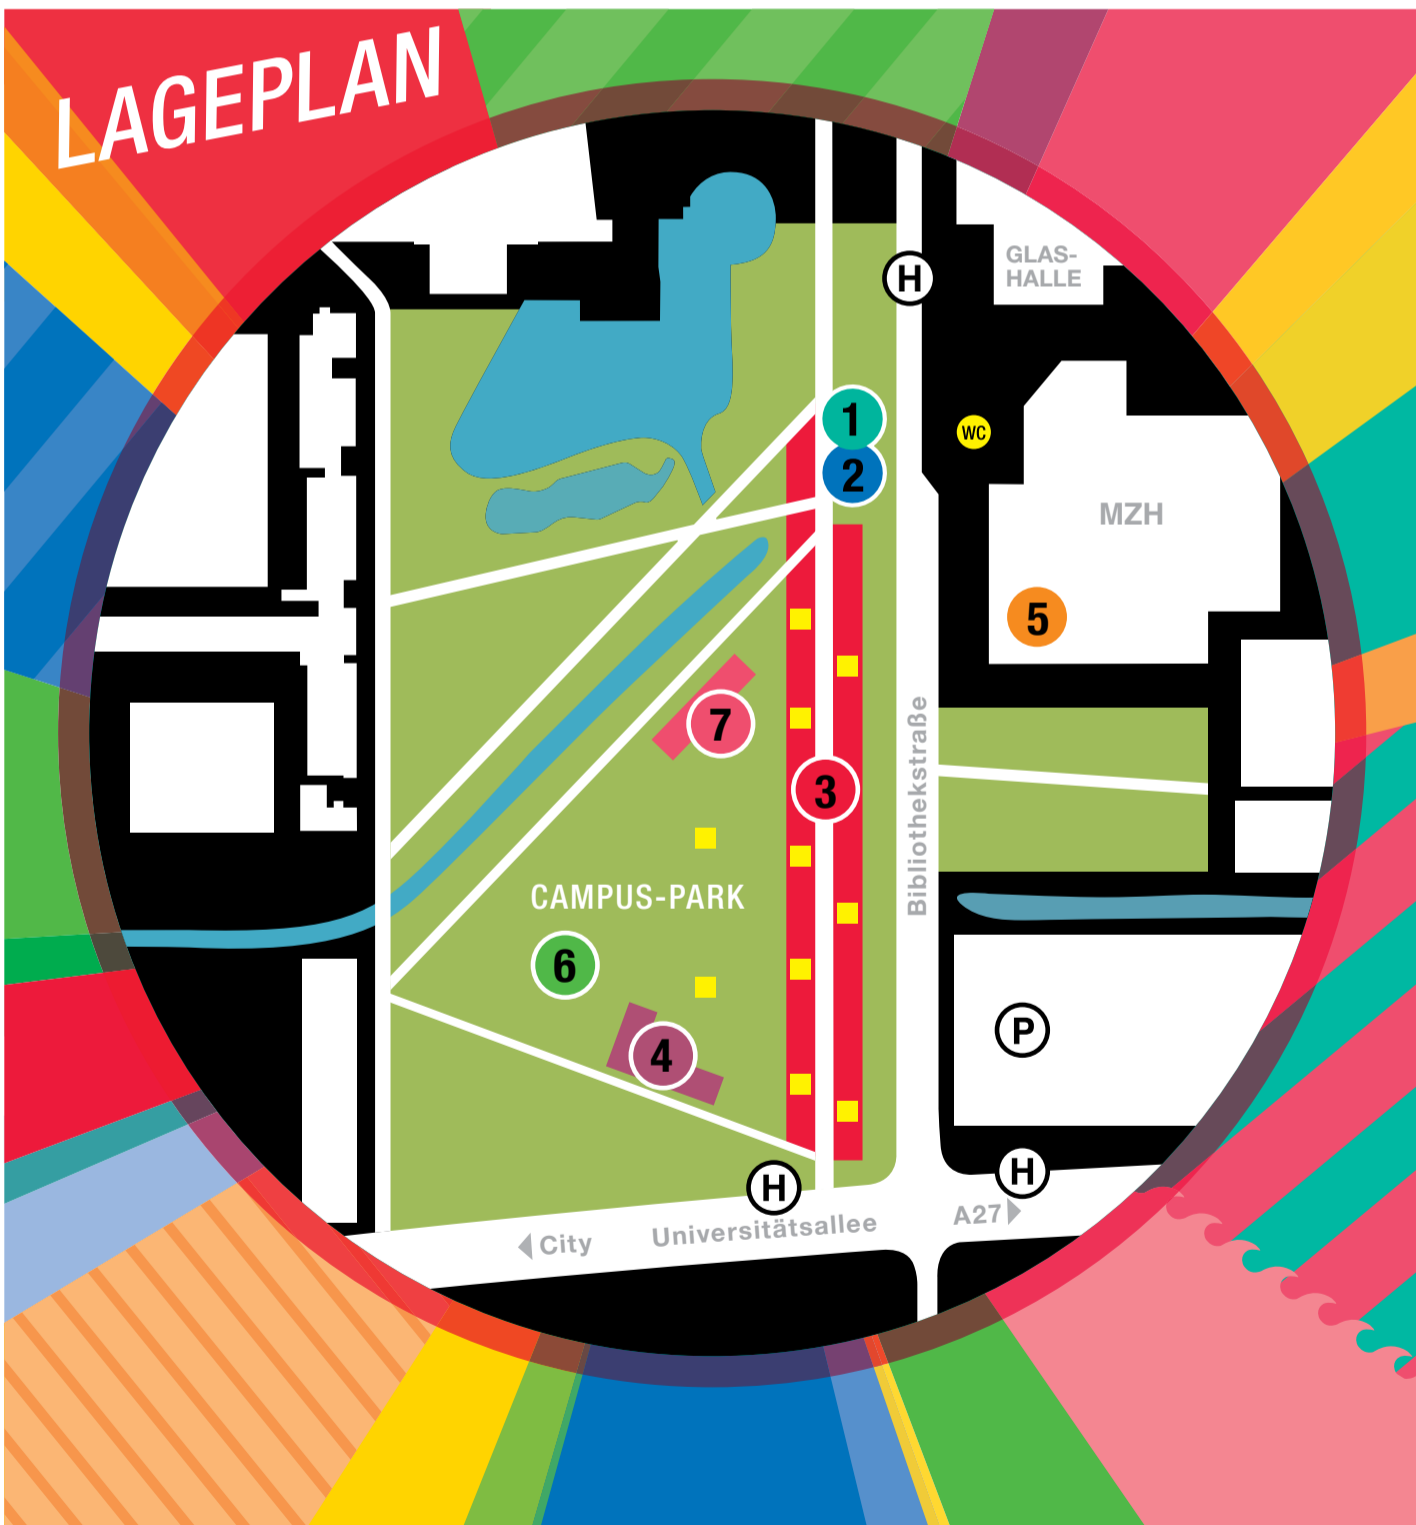 LAGEPLAN
GLAS-
HALLE
H
1
WC
2
MZH
5
7
Bibliothekstraße
3
CAMPUS-PARK
6
P
4
H
H
A27
Universitätsallee
City